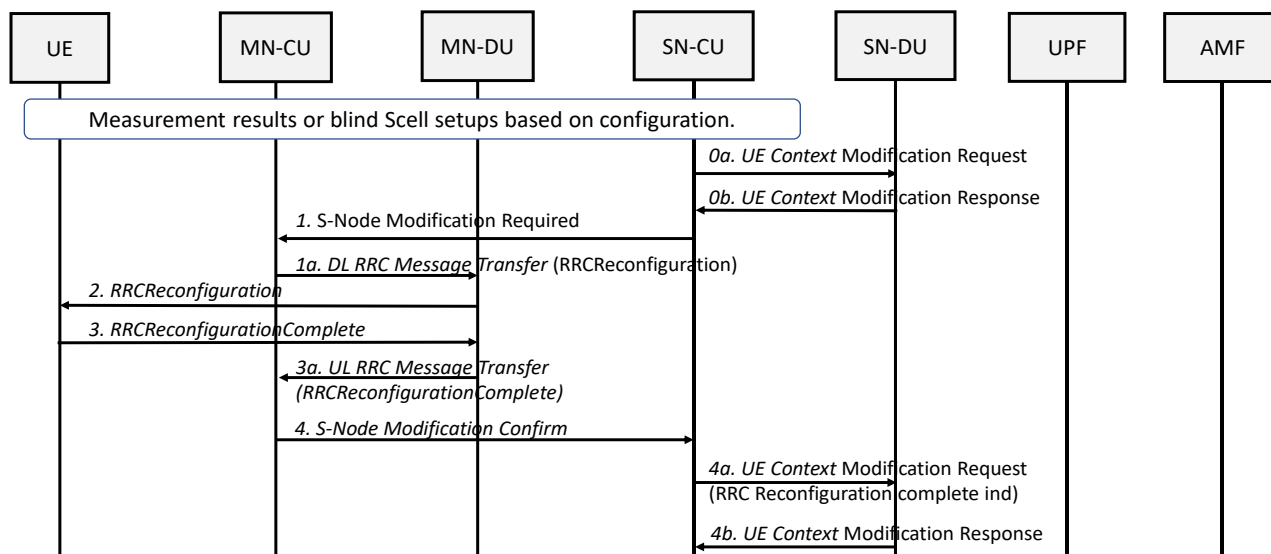 UE MN-CU MN-DU SN-CU SN-DU UPF AMF
Measurement results or blind Scell setups based on configuration.
0a. UE Context Modification Request
0b. UE Context Modification Response
1. S-Node Modification Required
1a. DL RRC Message Transfer (RRCReconfiguration)
2. RRCReconfiguration
3. RRCReconfigurationComplete
3a. UL RRC Message Transfer
(RRCReconfigurationComplete)
4. S-Node Modification Confirm
4a. UE Context Modification Request
(RRC Reconfiguration complete ind)
4b. UE Context Modification Response